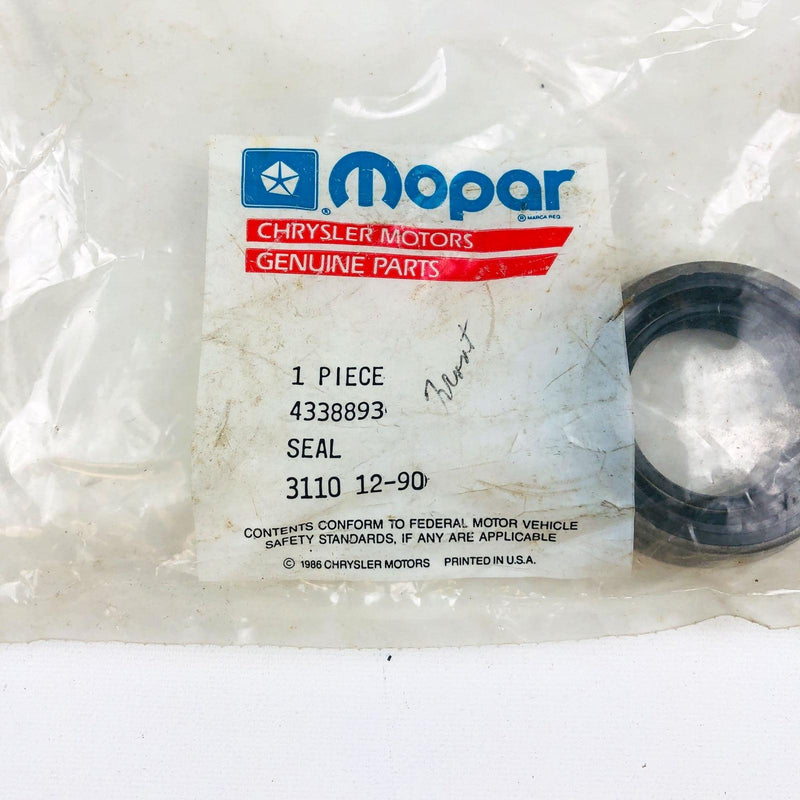 Mopar
® ® MARCA REG.
CHRYSLER MOTORS
GENUINE PARTS
Front
1 PIECE
4338893
SEAL
3110 12-90
CONTENTS CONFORM TO FEDERAL MOTOR VEHICLE
SAFETY STANDARDS, IF ANY ARE APPLICABLE
© 1986 CHRYSLER MOTORS PRINTED IN U.S.A.